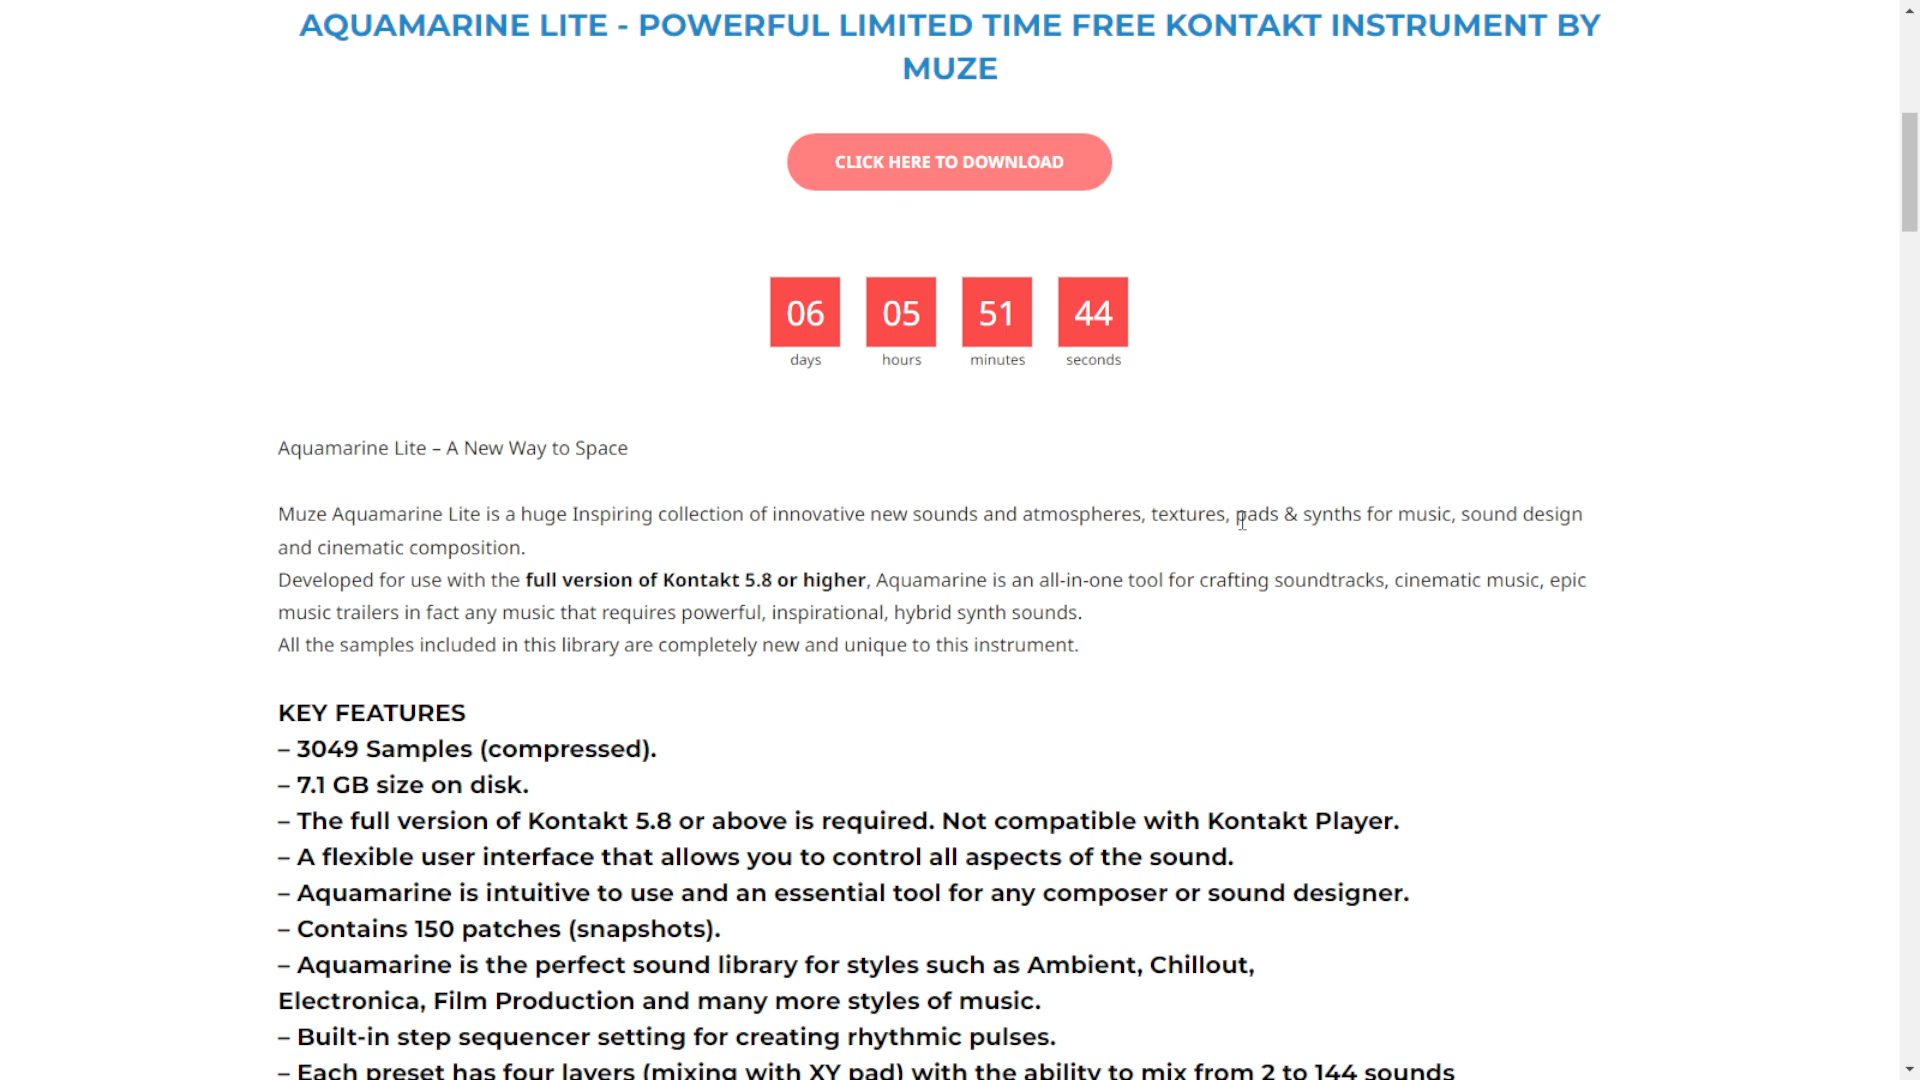 AQUAMARINE LITE - POWERFUL LIMITED TIME FREE KONTAKT INSTRUMENT BY
MUZE
CLICK HERE TO DOWNLOAD
06 05 51 44
days hours minutes seconds
Aquamarine Lite – A New Way to Space
Muze Aquamarine Lite is a huge Inspiring collection of innovative new sounds and atmospheres, textures, pads & synths for music, sound design
and cinematic composition.
Developed for use with the full version of Kontakt 5.8 or higher, Aquamarine is an all-in-one tool for crafting soundtracks, cinematic music, epic
music trailers in fact any music that requires powerful, inspirational, hybrid synth sounds.
All the samples included in this library are completely new and unique to this instrument.
KEY FEATURES
– 3049 Samples (compressed).
– 7.1 GB size on disk.
– The full version of Kontakt 5.8 or above is required. Not compatible with Kontakt Player.
– A flexible user interface that allows you to control all aspects of the sound.
– Aquamarine is intuitive to use and an essential tool for any composer or sound designer.
– Contains 150 patches (snapshots).
– Aquamarine is the perfect sound library for styles such as Ambient, Chillout,
Electronica, Film Production and many more styles of music.
– Built-in step sequencer setting for creating rhythmic pulses.
– Each preset has four layers (mixing with XY pad) with the ability to mix from 2 to 144 sounds